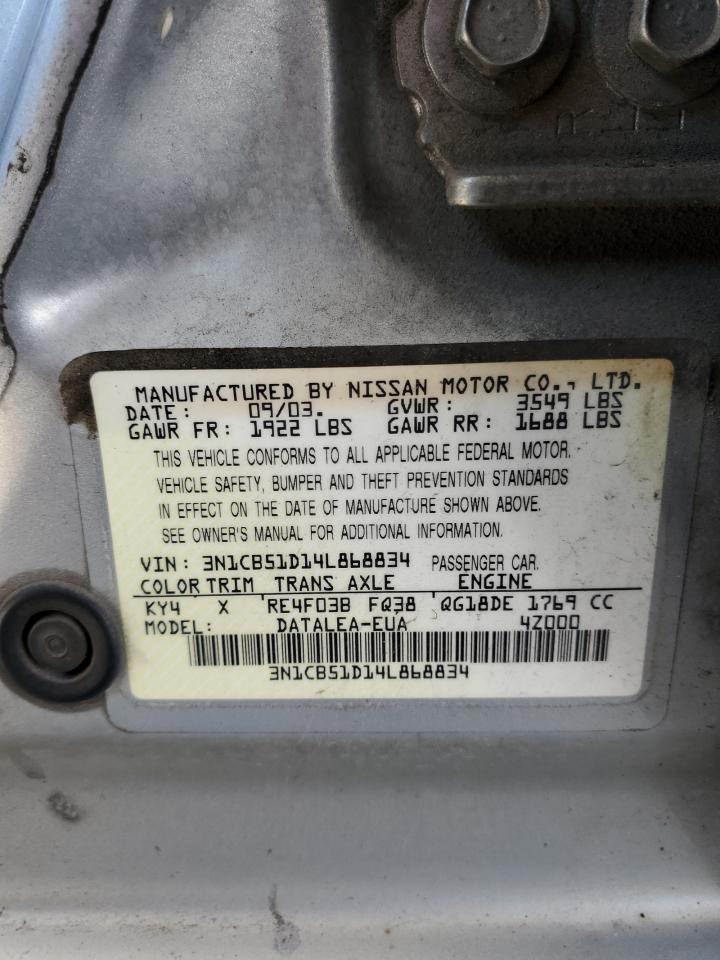 MANUFACTURED BY NISSAN MOTOR CO., LTD.
DATE: 09/03. GVWR: 3549 LBS
GAWR FR: 1922 LBS GAWR RR: 1688 LBS
THIS VEHICLE CONFORMS TO ALL APPLICABLE FEDERAL MOTOR.
VEHICLE SAFETY, BUMPER AND THEFT PREVENTION STANDARDS
IN EFFECT ON THE DATE OF MANUFACTURE SHOWN ABOVE.
SEE OWNER'S MANUAL FOR ADDITIONAL INFORMATION.
VIN: 3N1CB51D14L868834 PASSENGER CAR.
COLOR TRIM TRANS AXLE ENGINE
KY4 X RE4F03B FQ38 QG18DE 1769 CC
MODEL: DATALEA-EUA 4Z000
3N1CB51D14L868834